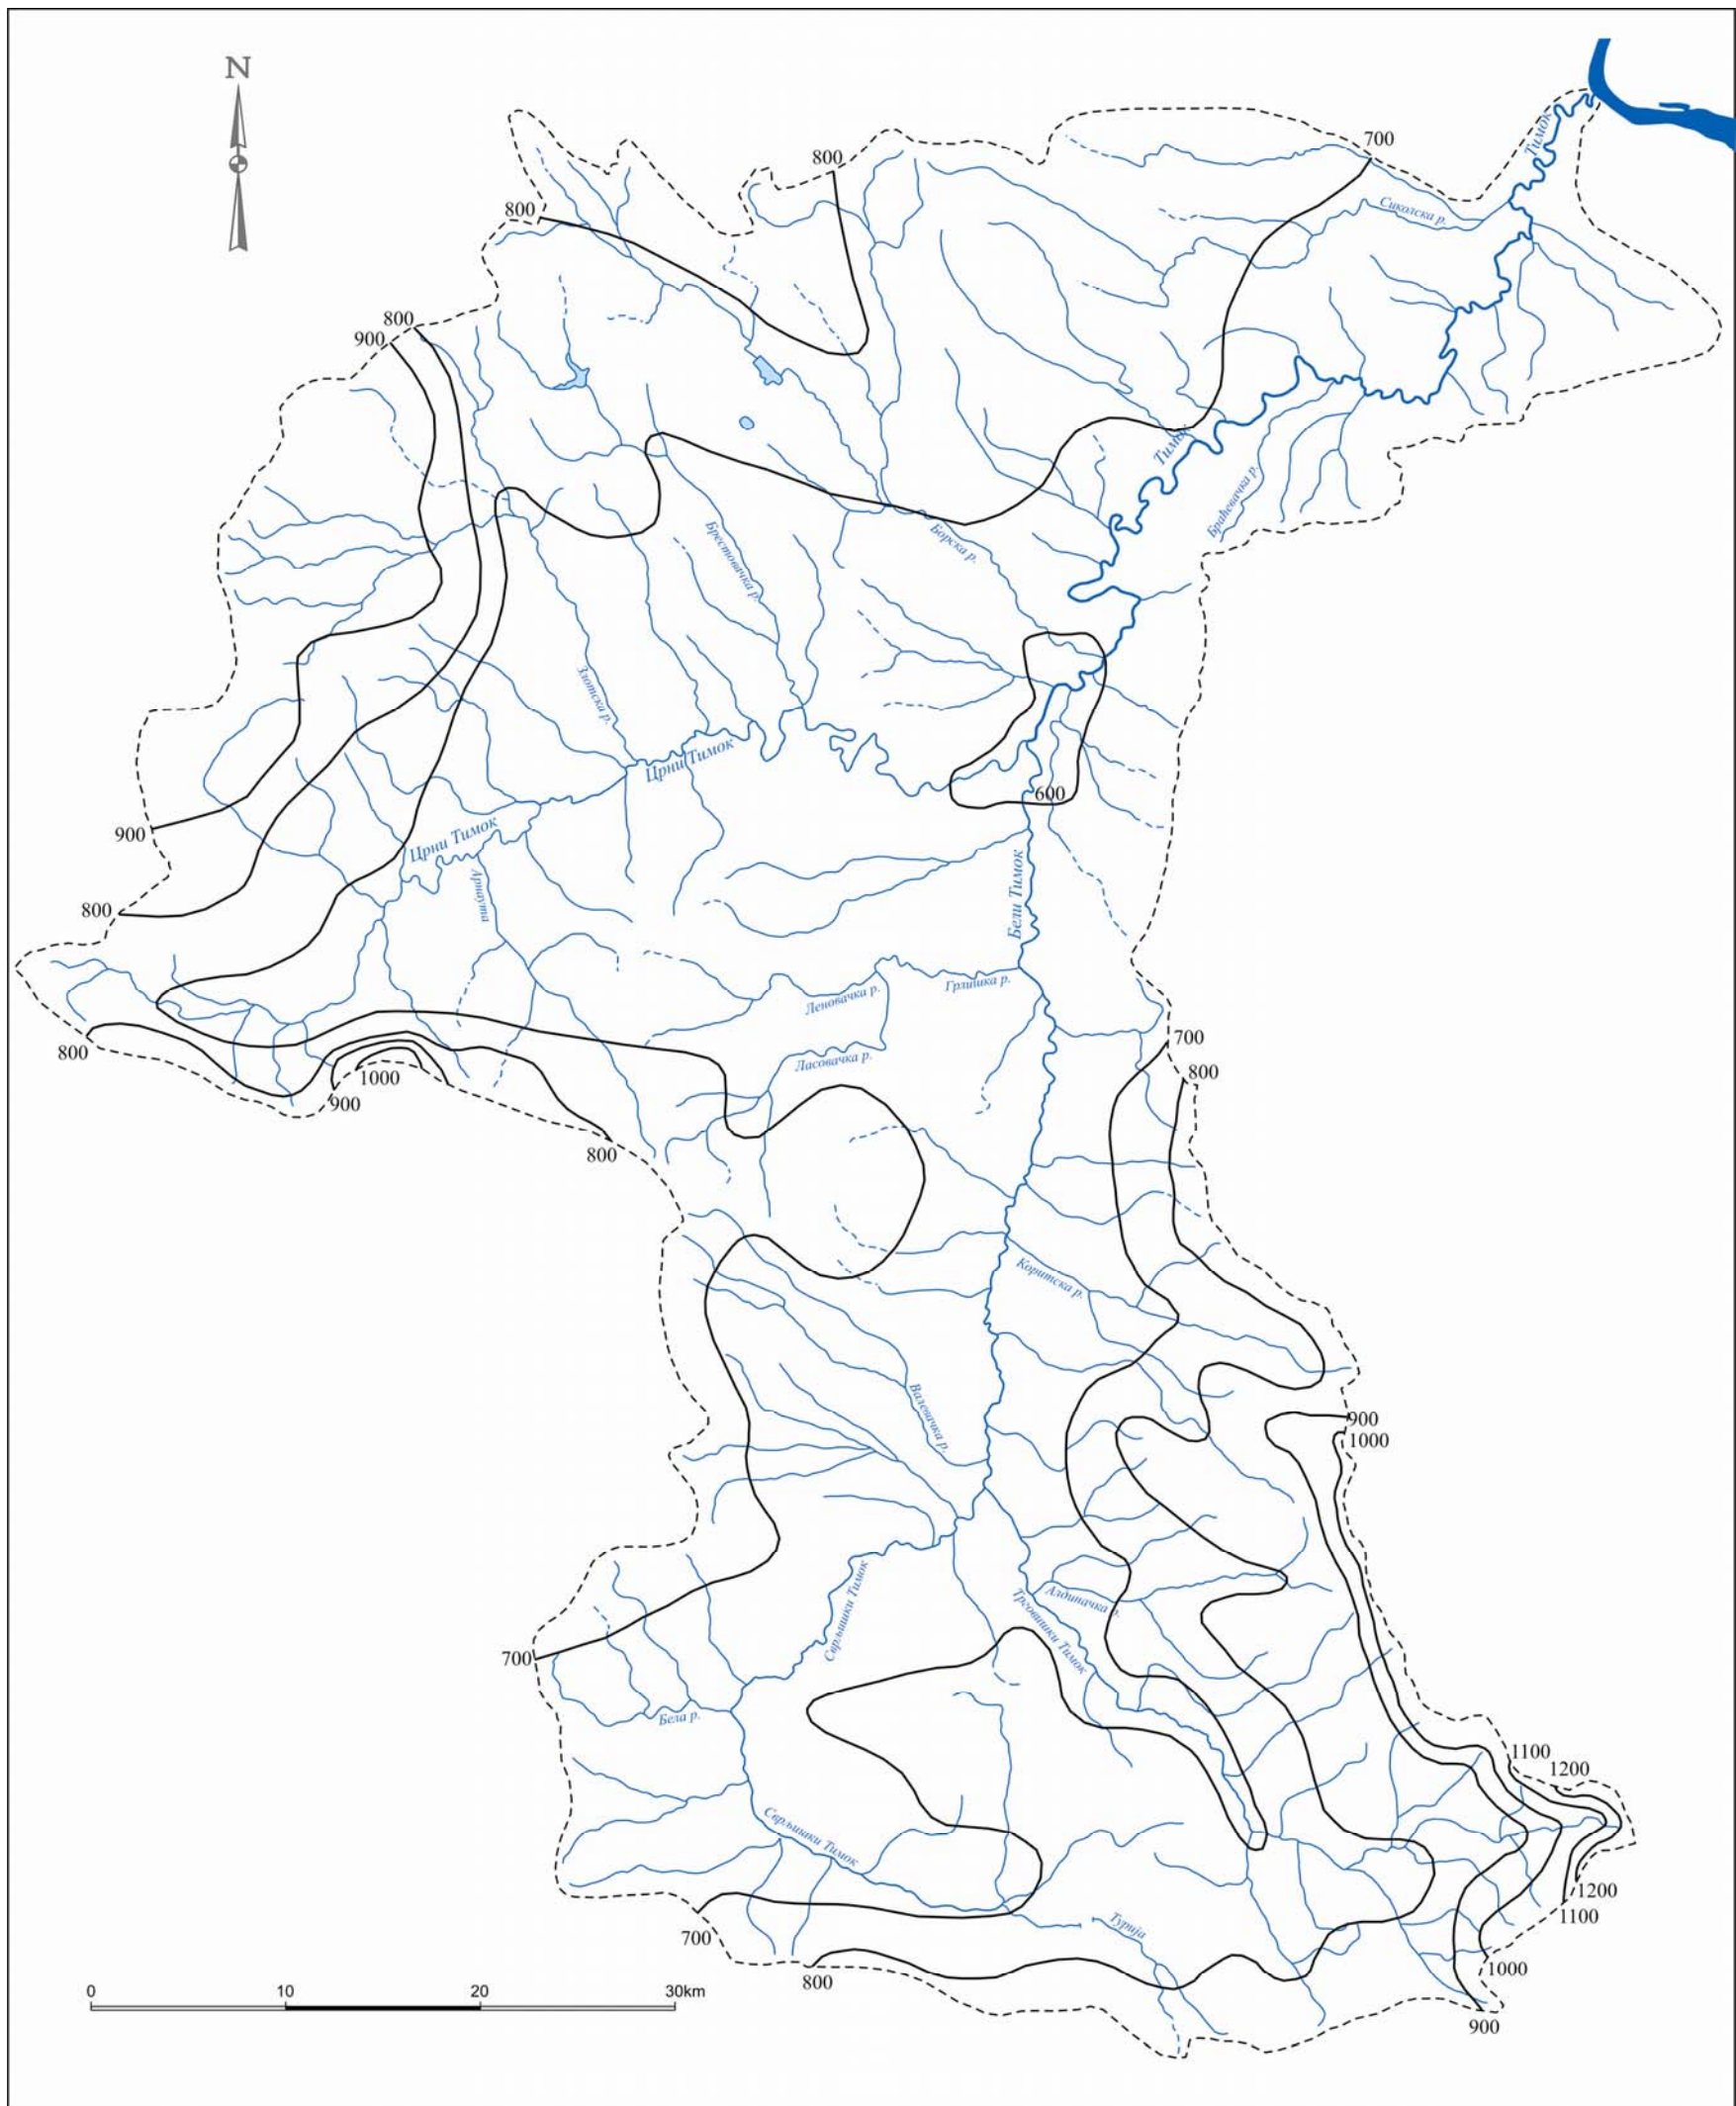 N
Тимок
700
800
Сиколска р.
800
800
900
Тимок
Браћевачка р.
Брестовачка р.
Борска р.
Злотска р.
Црни Тимок
600
900
Црни Тимок
Арнаута
Бели Тимок
800
Грлишка р.
Леновачка р.
700
800
Ласовачка р.
800
1000
900
800
Коритска р.
Валевачка р.
900
1000
Алдиначка р.
Трговишки Тимок
Сврљишки Тимок
700
Бела р.
1100
1200
Сврљишки Тимок
1200
1100
Турија
700
1000
800
0 10 20 30km
900